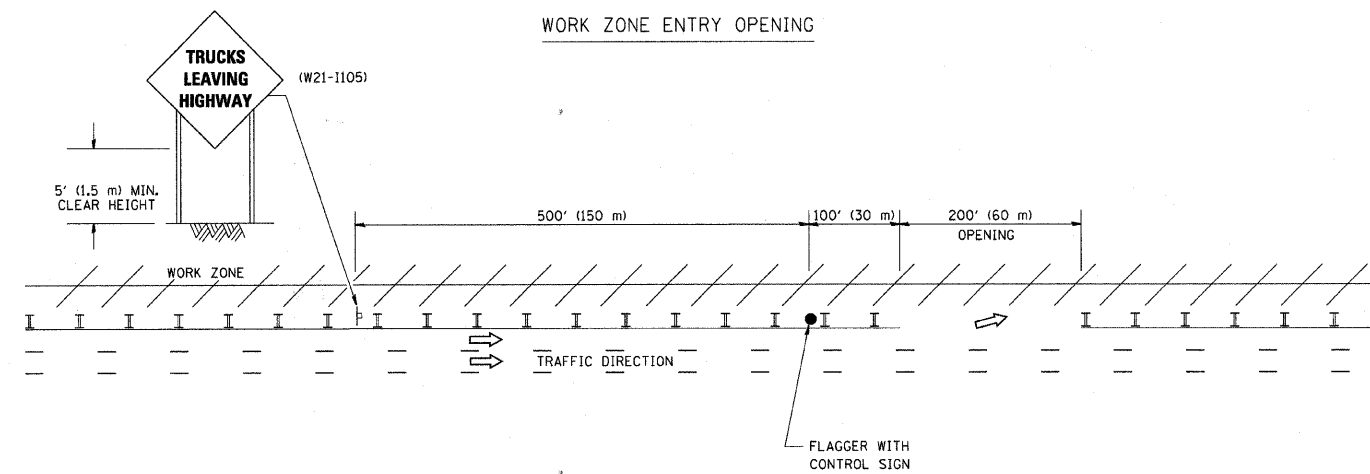 WORK ZONE ENTRY OPENING
TRUCKS
LEAVING
HIGHWAY
(W21-I105)
5' (1.5 m) MIN.
CLEAR HEIGHT
500' (150 m)
100' (30 m)
200' (60 m)
OPENING
WORK ZONE
TRAFFIC DIRECTION
FLAGGER WITH
CONTROL SIGN